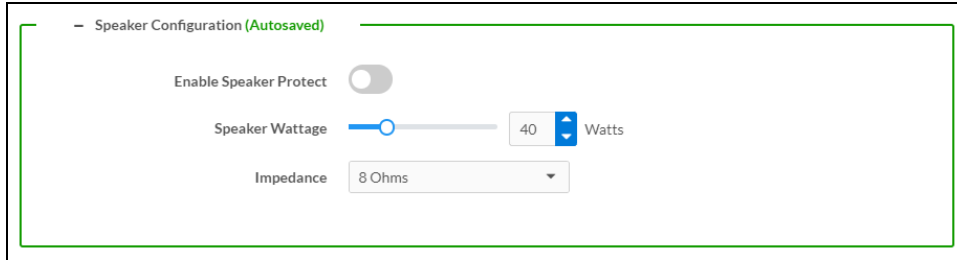 – Speaker Configuration (Autosaved)
Enable Speaker Protect
Speaker Wattage 40 Watts
Impedance 8 Ohms